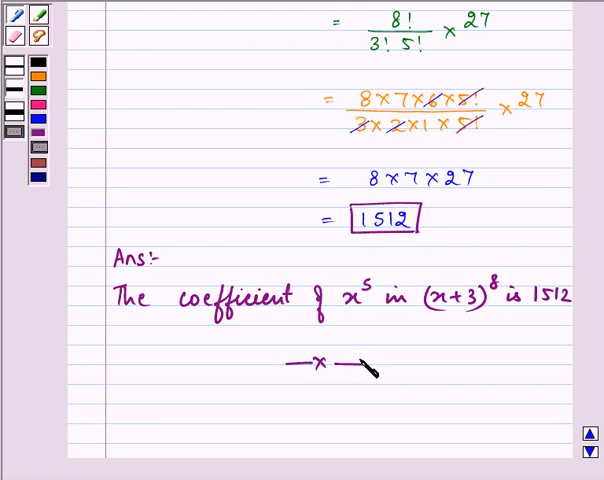 = 8! / 3! 5! × 27
= 8×7×6×5! / 3×2×1×5! × 27
= 8×7×27
= 1512
Ans:-
The coefficient of x⁵ in (x+3)⁸ is 1512
—x—